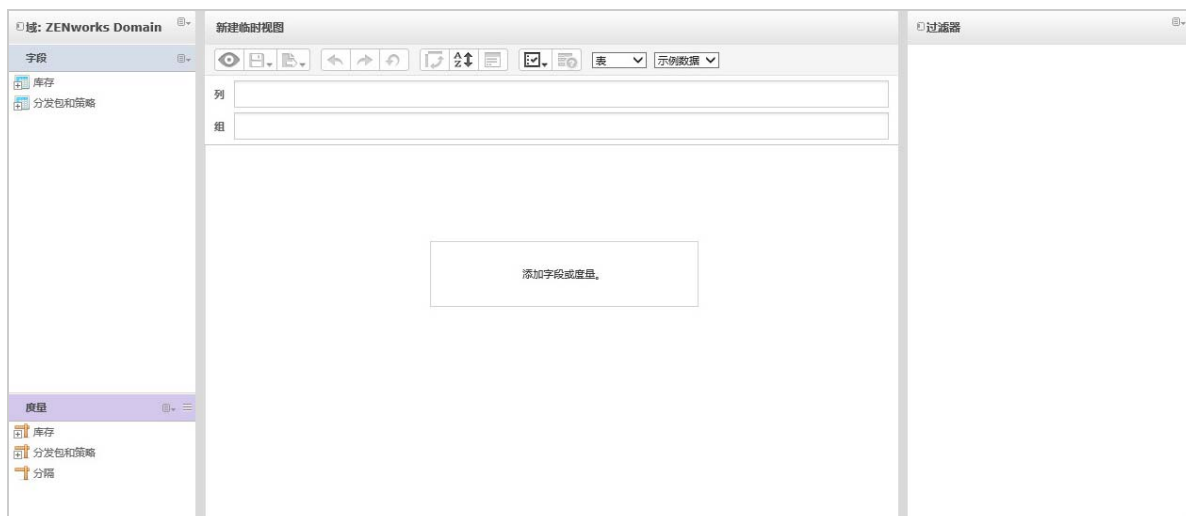 域: ZENworks Domain
字段
库存
分发包和策略
度量
库存
分发包和策略
分隔
新建临时视图
表
示例数据
列
组
添加字段或度量。
过滤器